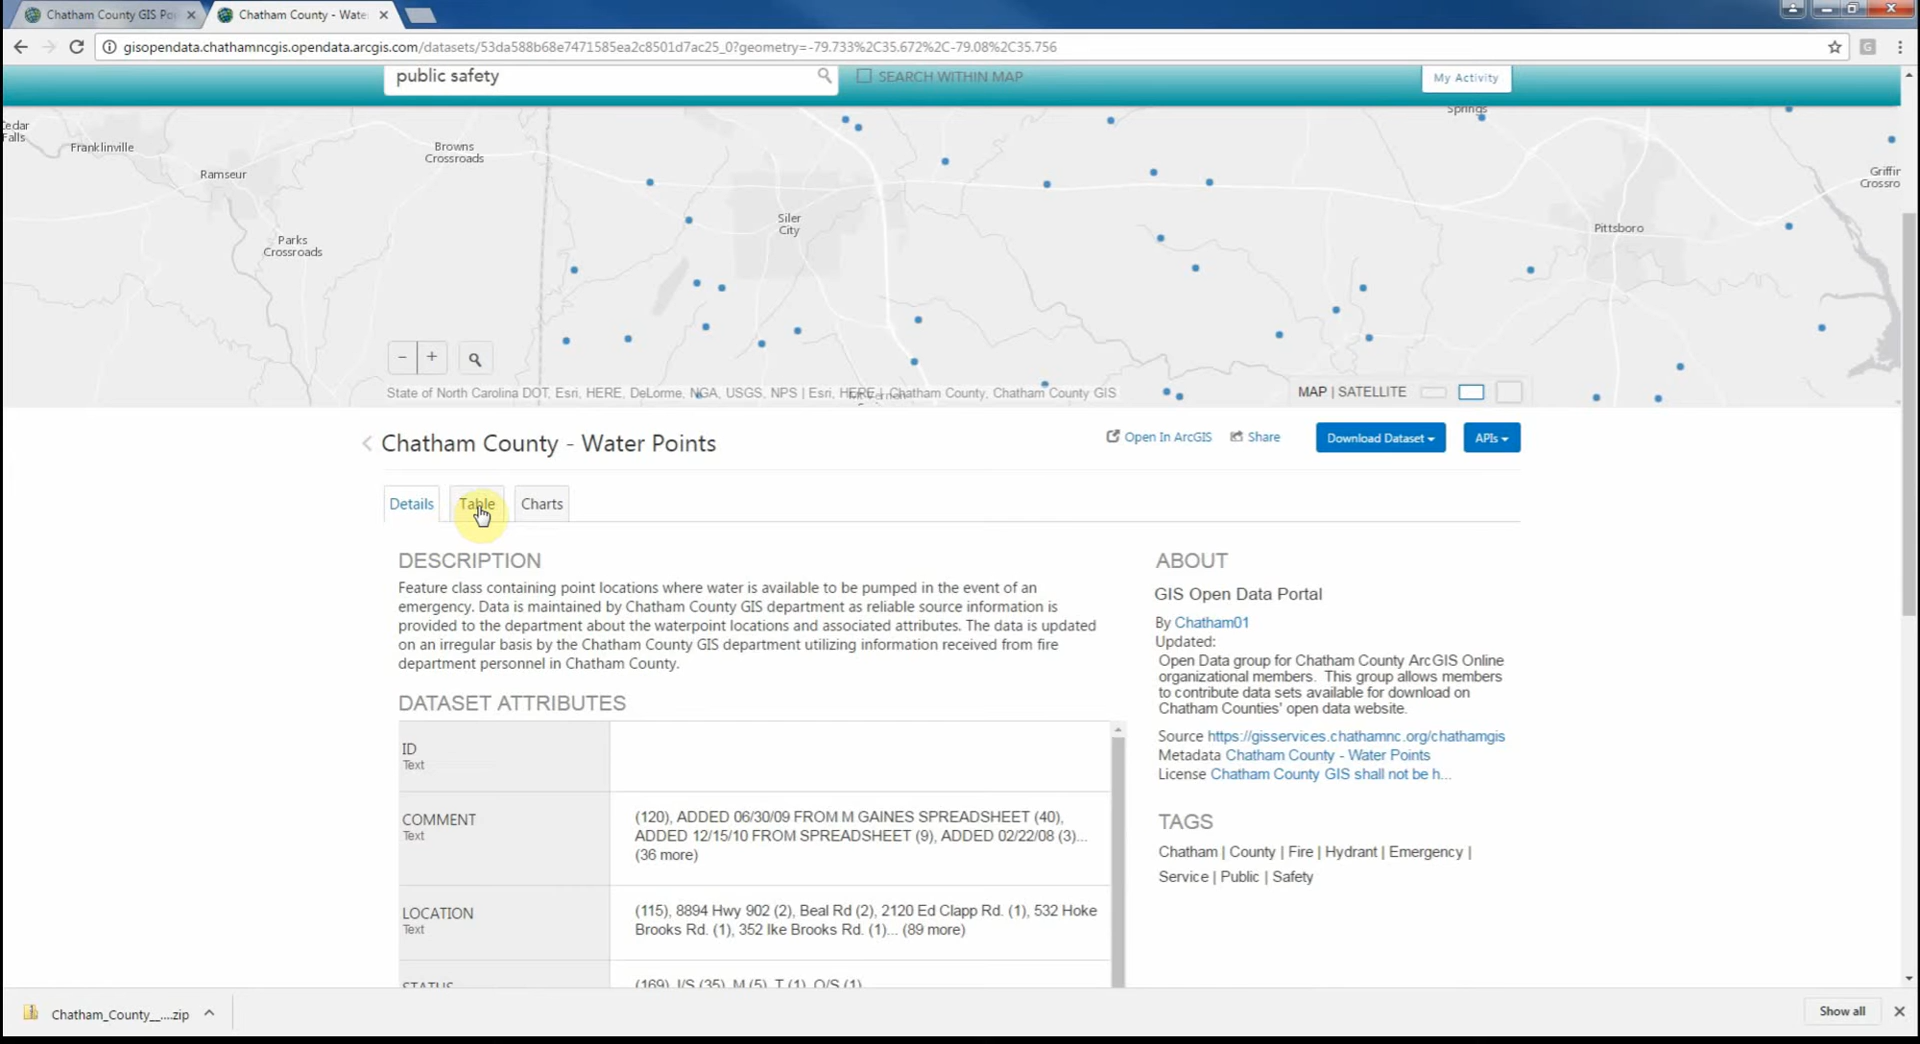 Chatham County GIS Po
Chatham County - Wate
gisopendata.chathamncgis.opendata.arcgis.com/datasets/53da588b68e7471585ea2c8501d7ac25_0?geometry=-79.733%2C35.672%2C-79.08%2C35.756
public safety
SEARCH WITHIN MAP
My Activity
Springs
Cedar
Falls
Franklinville
Browns
Crossroads
Ramseur
Griffin
Crossro
Siler
City
Pittsboro
Parks
Crossroads
State of North Carolina DOT, Esri, HERE, DeLorme, NGA, USGS, NPS | Esri, HERE | Chatham County, Chatham County GIS
MAP | SATELLITE
Chatham County - Water Points
Open In ArcGIS
Share
Download Dataset
APIs
Details
Table
Charts
DESCRIPTION
Feature class containing point locations where water is available to be pumped in the event of an
emergency. Data is maintained by Chatham County GIS department as reliable source information is
provided to the department about the waterpoint locations and associated attributes. The data is updated
on an irregular basis by the Chatham County GIS department utilizing information received from fire
department personnel in Chatham County.
DATASET ATTRIBUTES
ID
Text
COMMENT
Text
(120), ADDED 06/30/09 FROM M GAINES SPREADSHEET (40),
ADDED 12/15/10 FROM SPREADSHEET (9), ADDED 02/22/08 (3)...
(36 more)
LOCATION
Text
(115), 8894 Hwy 902 (2), Beal Rd (2), 2120 Ed Clapp Rd. (1), 532 Hoke
Brooks Rd. (1), 352 Ike Brooks Rd. (1)... (89 more)
STATUS
(169), I/S (35), M (5), T (1), O/S (1)
ABOUT
GIS Open Data Portal
By Chatham01
Updated:
Open Data group for Chatham County ArcGIS Online
organizational members. This group allows members
to contribute data sets available for download on
Chatham Counties' open data website.
Source https://gisservices.chathamnc.org/chathamgis
Metadata Chatham County - Water Points
License Chatham County GIS shall not be h...
TAGS
Chatham | County | Fire | Hydrant | Emergency |
Service | Public | Safety
Chatham_County__....zip
Show all